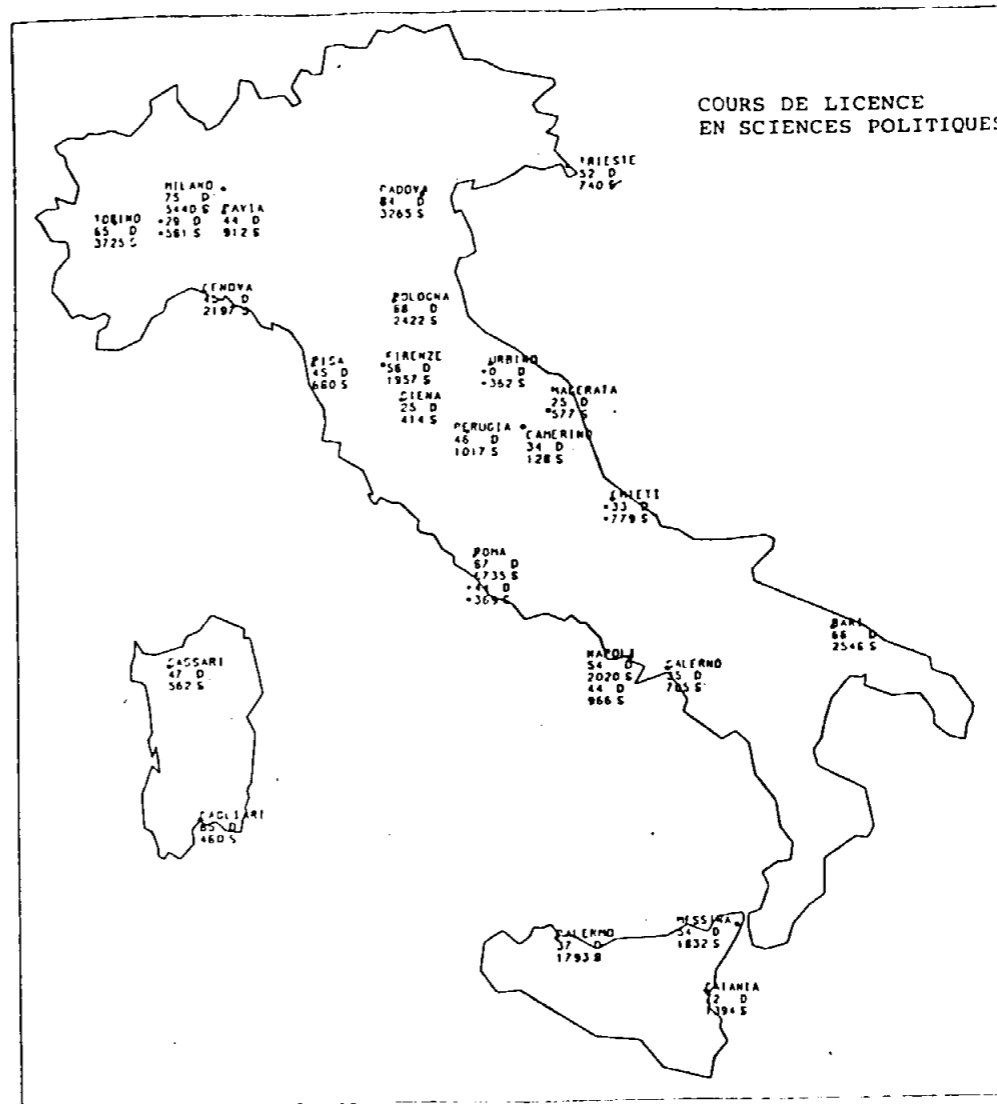 COURS DE LICENCE
EN SCIENCES POLITIQUES
TRIESTE
52 D
740 S
MILANO
75 D
5440 S
+29 D
+581 S
PAVIA
44 D
912 S
TORINO
65 D
3725 S
PADOVA
84 D
3265 S
GENOVA
45 D
2197 S
BOLOGNA
68 D
2422 S
PISA
45 D
660 S
FIRENZE
56 D
1957 S
URBINO
+0 D
+362 S
SIENA
25 D
414 S
MACERATA
25 D
577 S
PERUGIA
46 D
1017 S
CAMERINO
34 D
128 S
CHIETI
+33 D
+779 S
ROMA
67 D
6735 S
+44 D
+369 S
BARI
66 D
2546 S
NAPOLI
54 D
2020 S
44 D
966 S
SALERNO
35 D
765 S
SASSARI
47 D
562 S
CAGLIARI
85 D
460 S
PALERMO
37 D
1793 S
MESSINA
54 D
1832 S
CATANIA
D
S